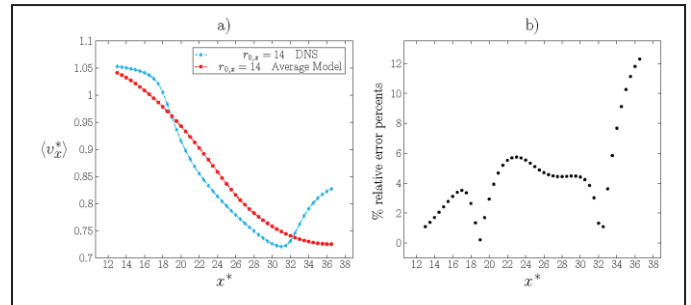 a)
1.1
1.05
1
0.95
0.9
0.85
0.8
0.75
0.7
⟨v*ₓ⟩
r₀,ₓ = 14 DNS
r₀,ₓ = 14 Average Model
12 14 16 18 20 22 24 26 28 30 32 34 36 38
x*
b)
% relative error percents
12
10
8
6
4
2
0
12 14 16 18 20 22 24 26 28 30 32 34 36 38
x*